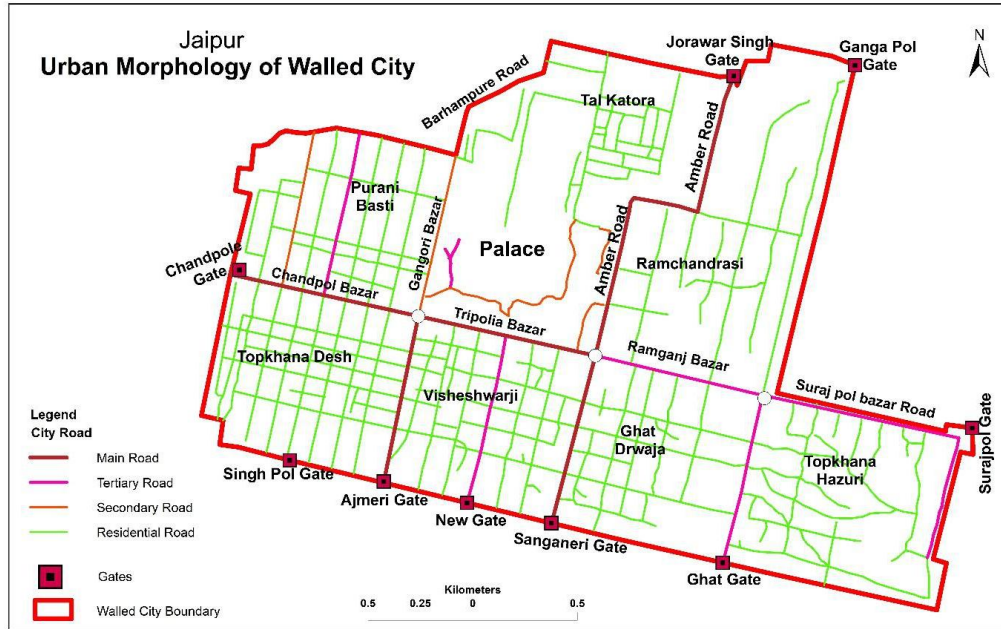 Jaipur
Urban Morphology of Walled City
Jorawar Singh
Gate
Ganga Pol
Gate
N
Barhampure Road
Tal Katora
Amber Road
Purani
Basti
Gangori Bazar
Palace
Amber Road
Ramchandrasi
Chandpole
Gate
Chandpol Bazar
Tripolia Bazar
Ramganj Bazar
Topkhana Desh
Visheshwarji
Suraj pol bazar Road
Surajpol Gate
Ghat
Drwaja
Topkhana
Hazuri
Singh Pol Gate
Ajmeri Gate
New Gate
Sanganeri Gate
Ghat Gate
Legend
City Road
Main Road
Tertiary Road
Secondary Road
Residential Road
Gates
Walled City Boundary
Kilometers
0.5 0.25 0 0.5